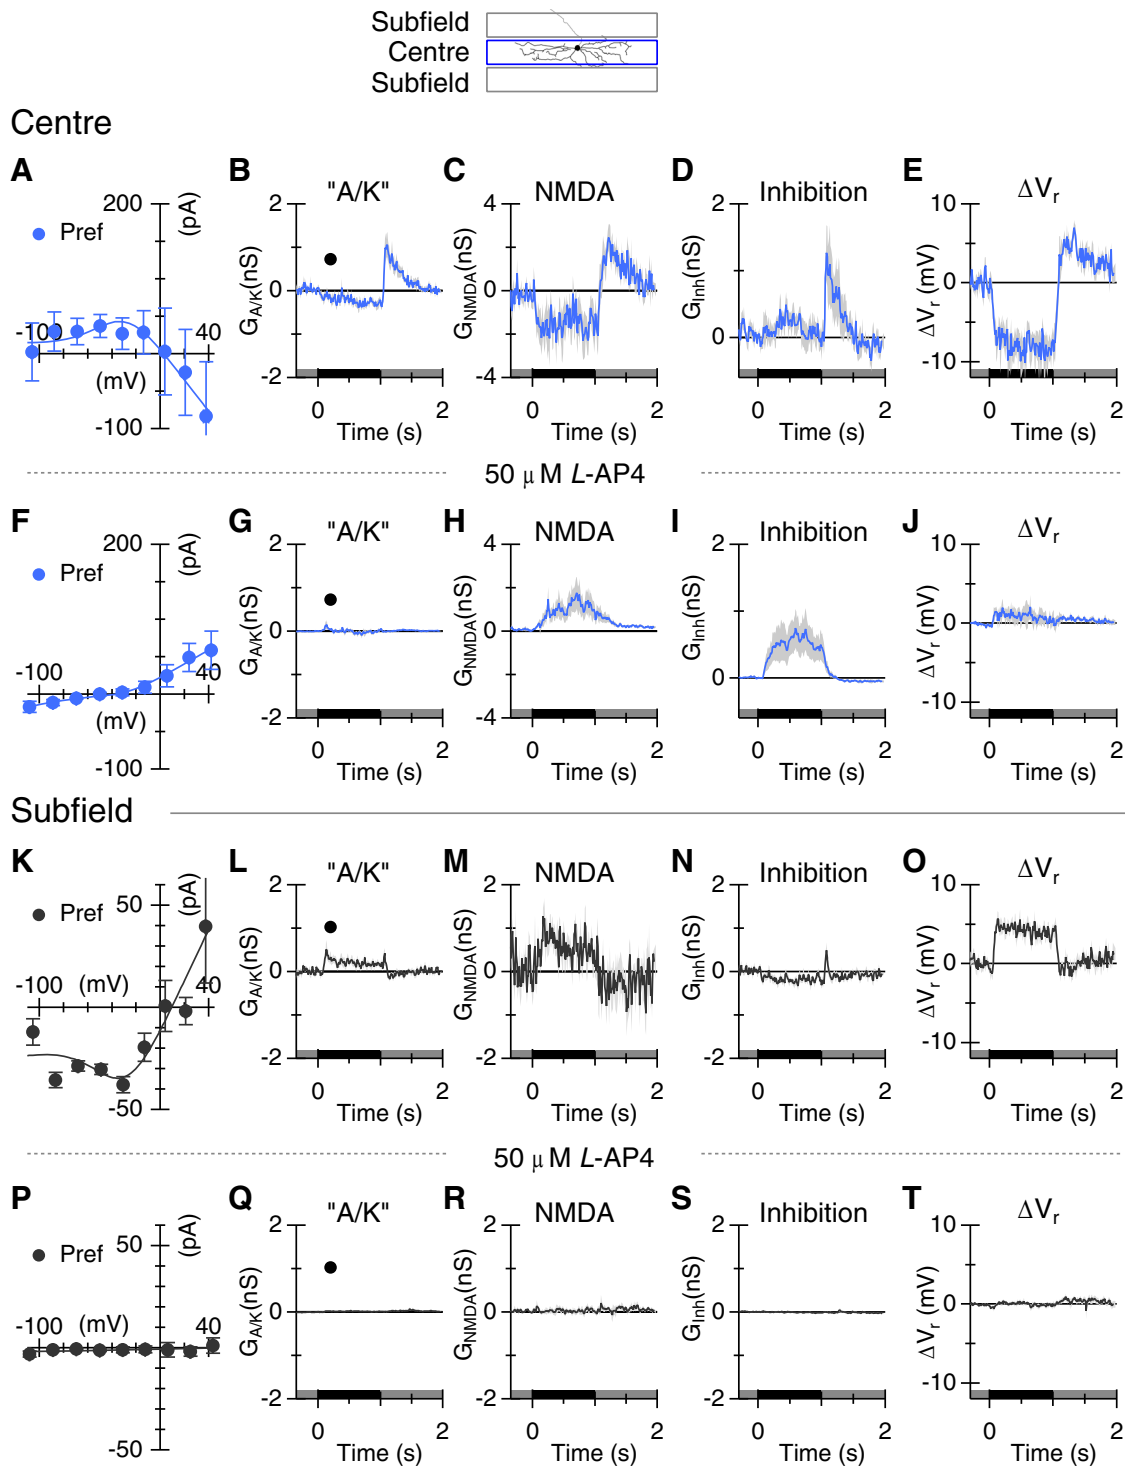 Subfield
Centre
Subfield
Centre
A B C D E
"A/K" NMDA Inhibition ΔVr
200 (pA) Pref -100 40 (mV) -100
GA/K(nS) 2 1 0 -2 0 2 Time (s)
GNMDA(nS) 4 0 -4 0 2 Time (s)
GInh(nS) 2 0 0 2 Time (s)
ΔVr (mV) 10 0 -10 0 2 Time (s)
50 μM L-AP4
F G H I J
"A/K" NMDA Inhibition ΔVr
200 (pA) Pref -100 40 (mV) -100
GA/K(nS) 2 0 -2 0 2 Time (s)
GNMDA(nS) 4 0 -4 0 2 Time (s)
GInh(nS) 2 0 0 2 Time (s)
ΔVr (mV) 10 0 -10 0 2 Time (s)
Subfield
K L M N O
"A/K" NMDA Inhibition ΔVr
50 (pA) Pref -100 (mV) 40 -50
GA/K(nS) 2 0 -2 0 2 Time (s)
GNMDA(nS) 2 0 -2 0 2 Time (s)
GInh(nS) 2 0 -2 0 2 Time (s)
ΔVr (mV) 10 0 -10 0 2 Time (s)
50 μM L-AP4
P Q R S T
"A/K" NMDA Inhibition ΔVr
50 (pA) Pref -100 (mV) 40 -50
GA/K(nS) 2 0 -2 0 2 Time (s)
GNMDA(nS) 2 0 -2 0 2 Time (s)
GInh(nS) 2 0 -2 0 2 Time (s)
ΔVr (mV) 10 0 -10 0 2 Time (s)